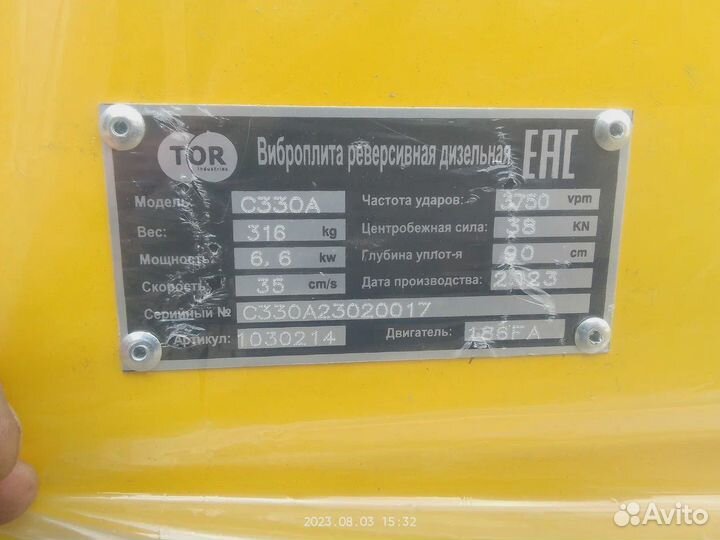 TOR
industries
Виброплита реверсивная дизельная
EAC
Модель: C330A
Вес: 316 kg
Мощность: 6,6 kw
Скорость: 35 cm/s
Частота ударов: 3750 vpm
Центробежная сила: 38 KN
Глубина уплот-я 90 cm
Дата производства: 2023
Серийный № C330A23020017
Артикул: 1030214
Двигатель: 186FA
2023.08.03 15:32
Avito